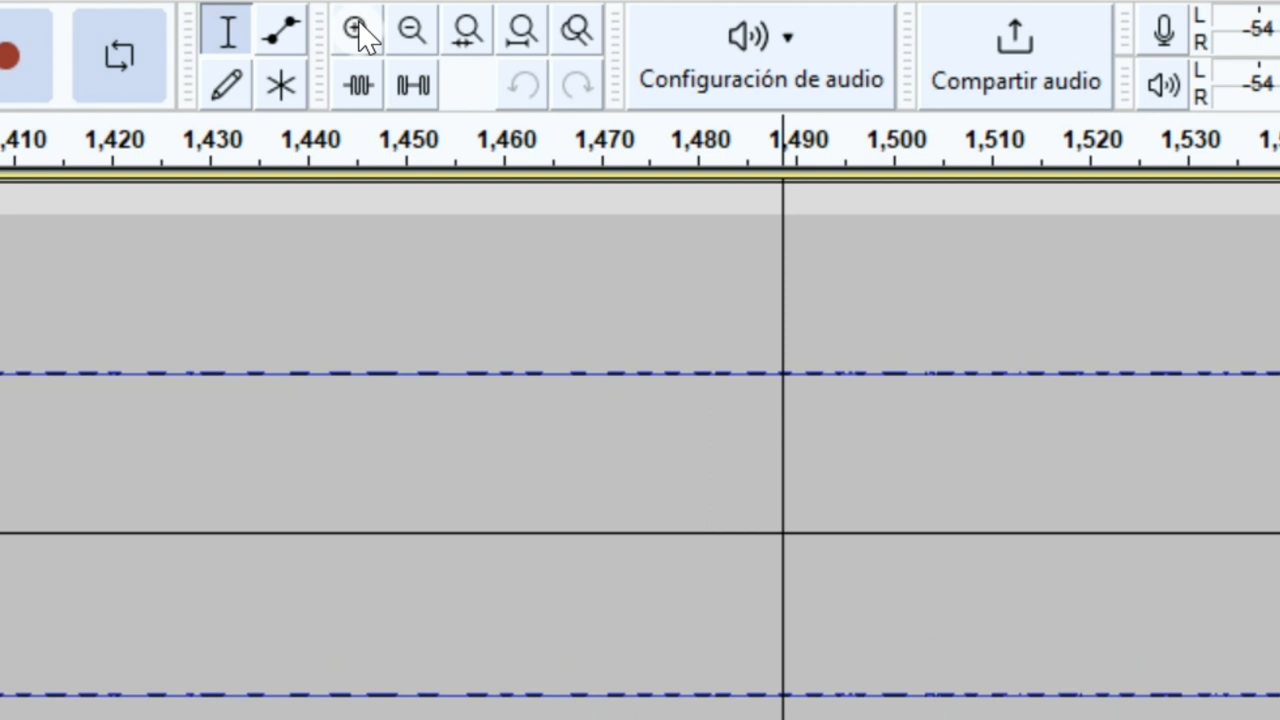 L
-54
R
L
-54
R
Configuración de audio
Compartir audio
,410 1,420 1,430 1,440 1,450 1,460 1,470 1,480 1,490 1,500 1,510 1,520 1,530